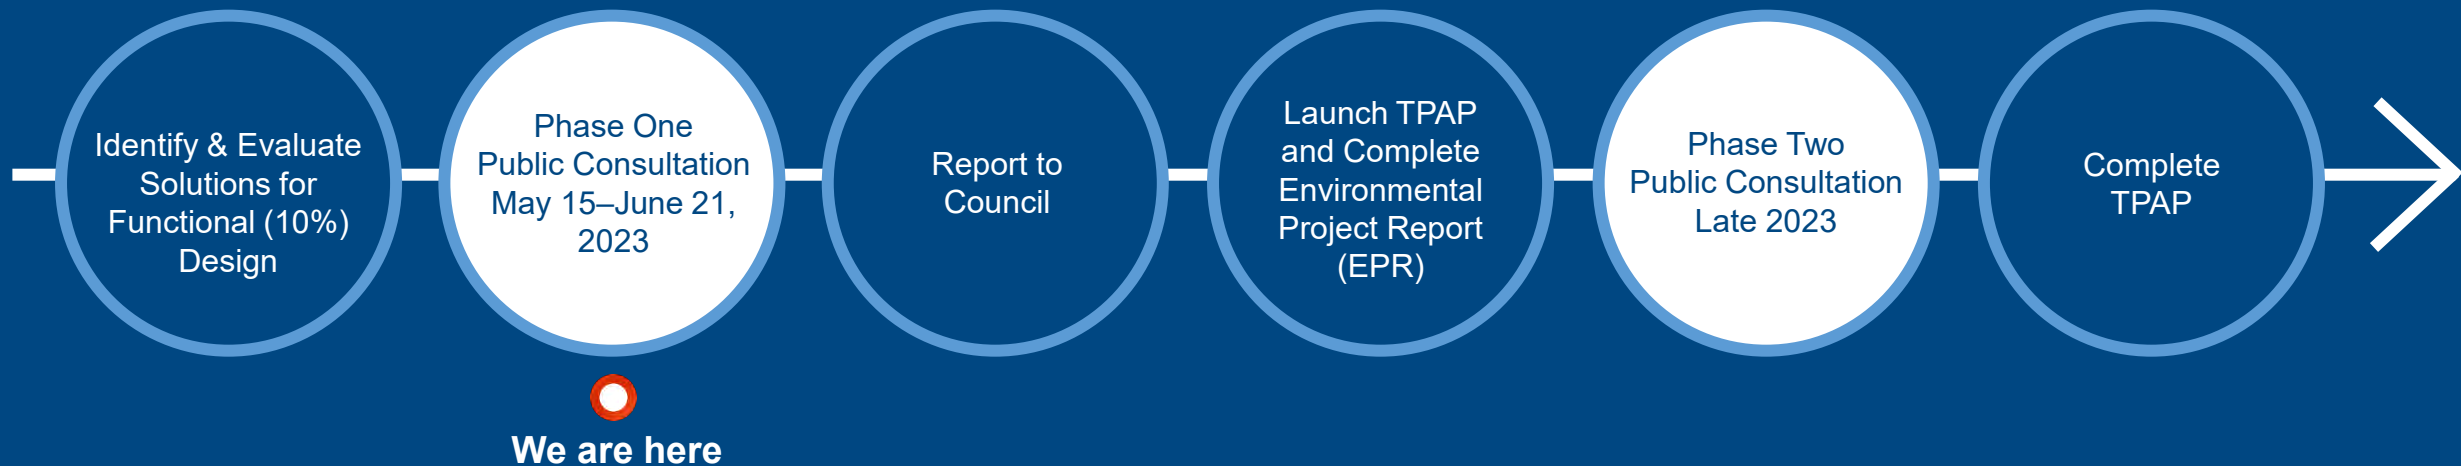 Identify & Evaluate
Solutions for
Functional (10%)
Design
Phase One
Public Consultation
May 15–June 21,
2023
Report to
Council
Launch TPAP
and Complete
Environmental
Project Report
(EPR)
Phase Two
Public Consultation
Late 2023
Complete
TPAP
We are here